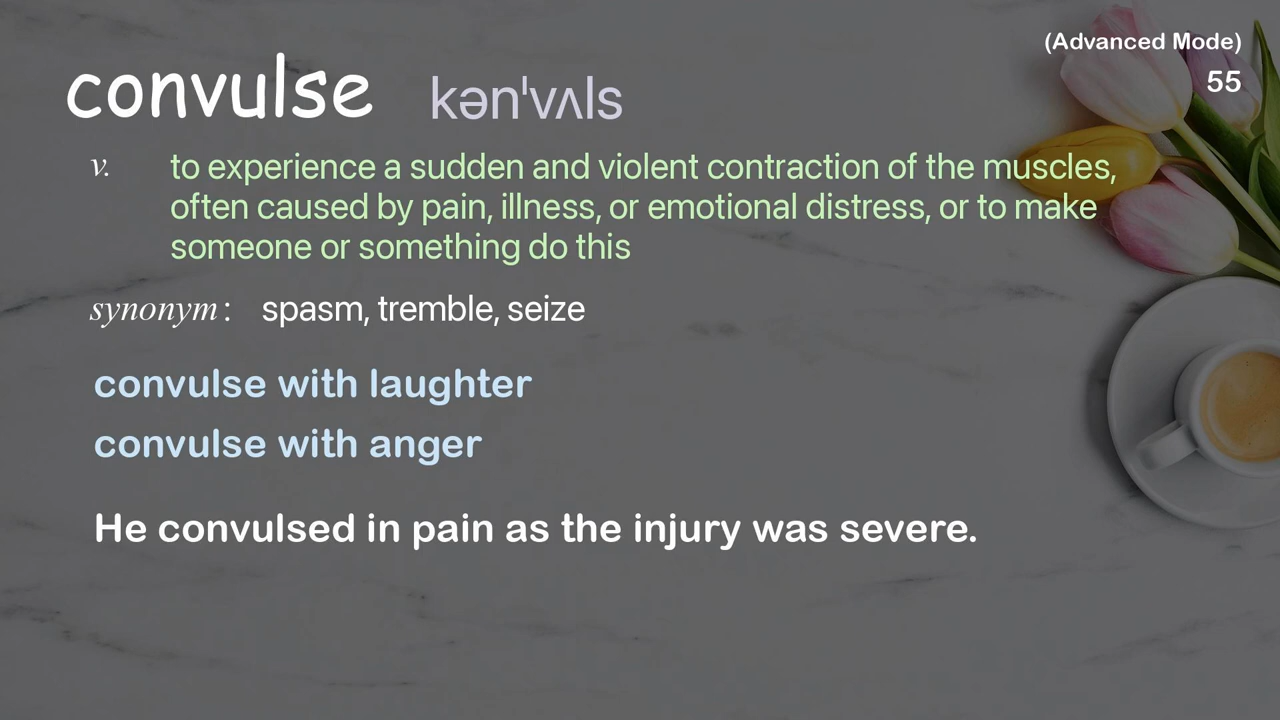 (Advanced Mode)
55
convulse kən'vʌls
v. to experience a sudden and violent contraction of the muscles,
often caused by pain, illness, or emotional distress, or to make
someone or something do this
synonym: spasm, tremble, seize
convulse with laughter
convulse with anger
He convulsed in pain as the injury was severe.